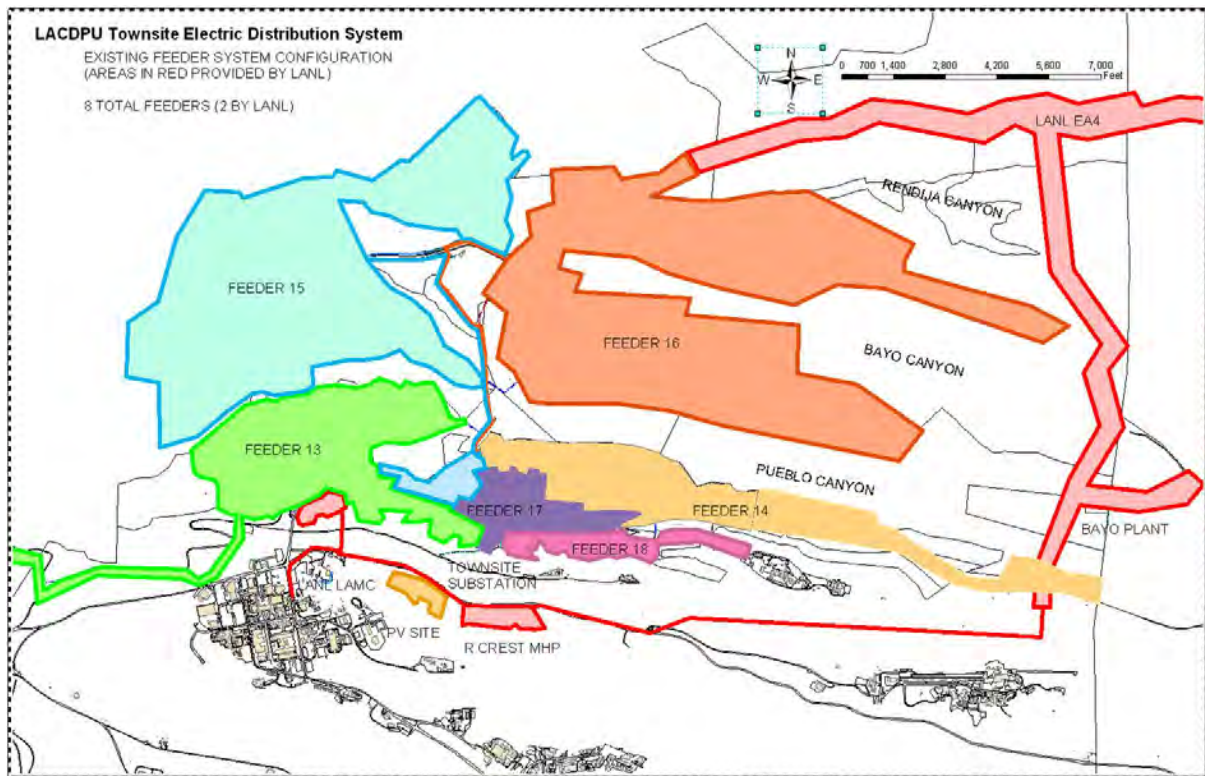 LACDPU Townsite Electric Distribution System
EXISTING FEEDER SYSTEM CONFIGURATION
(AREAS IN RED PROVIDED BY LANL)
8 TOTAL FEEDERS (2 BY LANL)
N
W E
S
0 700 1,400 2,800 4,200 5,600 7,000
Feet
LANL EA4
RENDIJA CANYON
FEEDER 15
FEEDER 16
BAYO CANYON
FEEDER 13
PUEBLO CANYON
FEEDER 17
FEEDER 14
BAYO PLANT
FEEDER 18
TOWNSITE
SUBSTATION
LANL LAMC
PV SITE
R CREST MHP